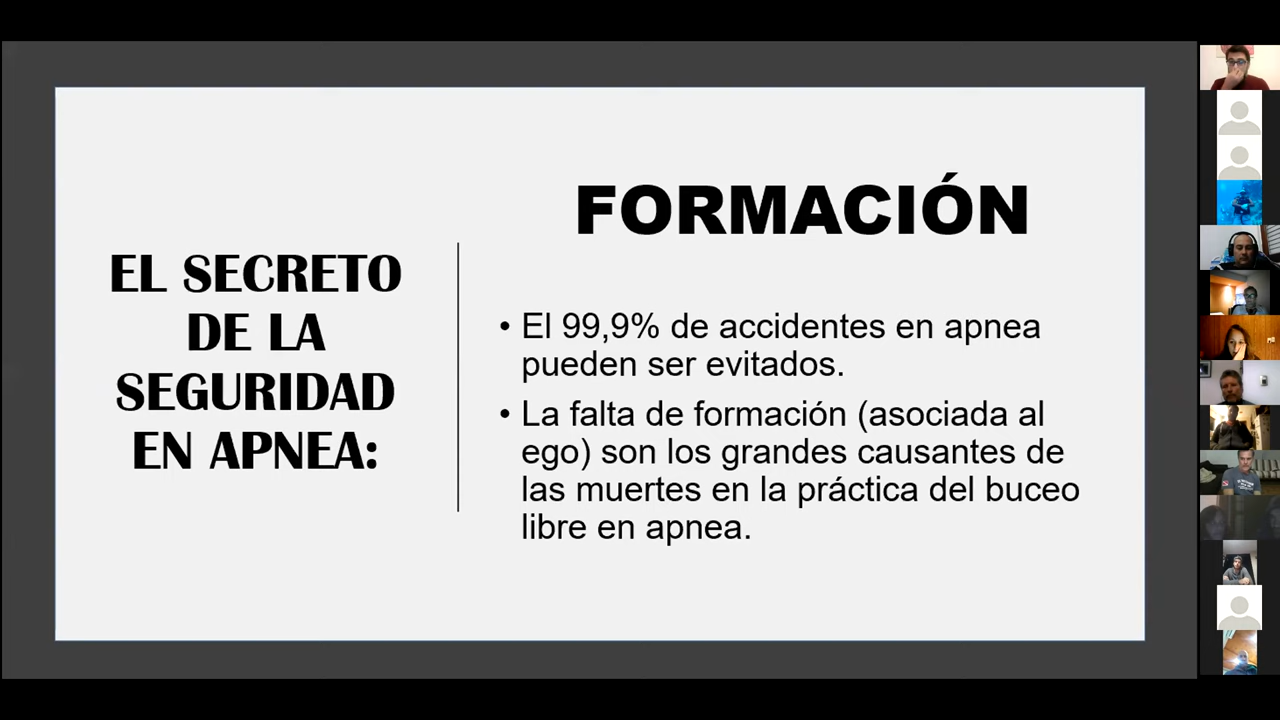 EL SECRETO
DE LA
SEGURIDAD
EN APNEA:
FORMACIÓN
• El 99,9% de accidentes en apnea
pueden ser evitados.
• La falta de formación (asociada al
ego) son los grandes causantes de
las muertes en la práctica del buceo
libre en apnea.